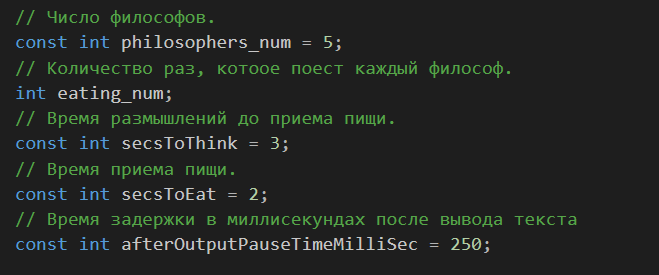 // Число философов.
const int philosophers_num = 5;
// Количество раз, котоое поест каждый философ.
int eating_num;
// Время размышлений до приема пищи.
const int secsToThink = 3;
// Время приема пищи.
const int secsToEat = 2;
// Время задержки в миллисекундах после вывода текста
const int afterOutputPauseTimeMilliSec = 250;